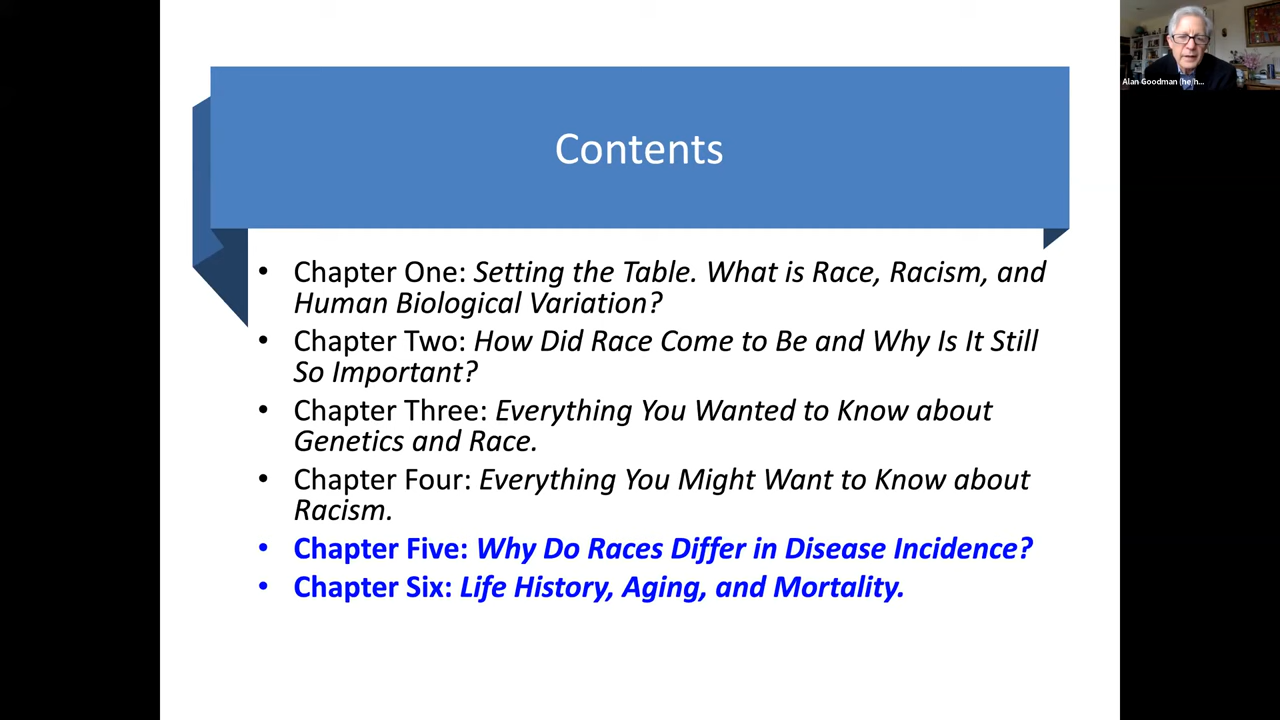 Contents
• Chapter One: Setting the Table. What is Race, Racism, and
Human Biological Variation?
• Chapter Two: How Did Race Come to Be and Why Is It Still
So Important?
• Chapter Three: Everything You Wanted to Know about
Genetics and Race.
• Chapter Four: Everything You Might Want to Know about
Racism.
• Chapter Five: Why Do Races Differ in Disease Incidence?
• Chapter Six: Life History, Aging, and Mortality.
Alan Goodman (he/h...